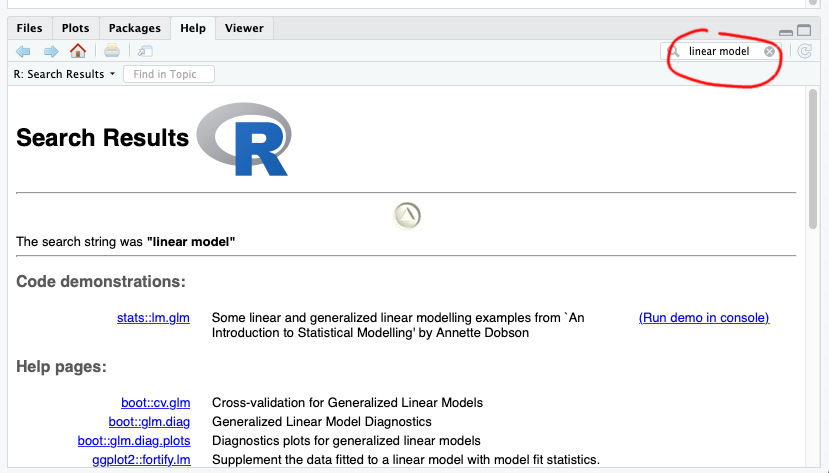 Files Plots Packages Help Viewer
linear model
R: Search Results Find in Topic
Search Results R
The search string was "linear model"
Code demonstrations:
stats::lm.glm Some linear and generalized linear modelling examples from `An (Run demo in console)
Introduction to Statistical Modelling' by Annette Dobson
Help pages:
boot::cv.glm Cross-validation for Generalized Linear Models
boot::glm.diag Generalized Linear Model Diagnostics
boot::glm.diag.plots Diagnostics plots for generalized linear models
ggplot2::fortify.lm Supplement the data fitted to a linear model with model fit statistics.